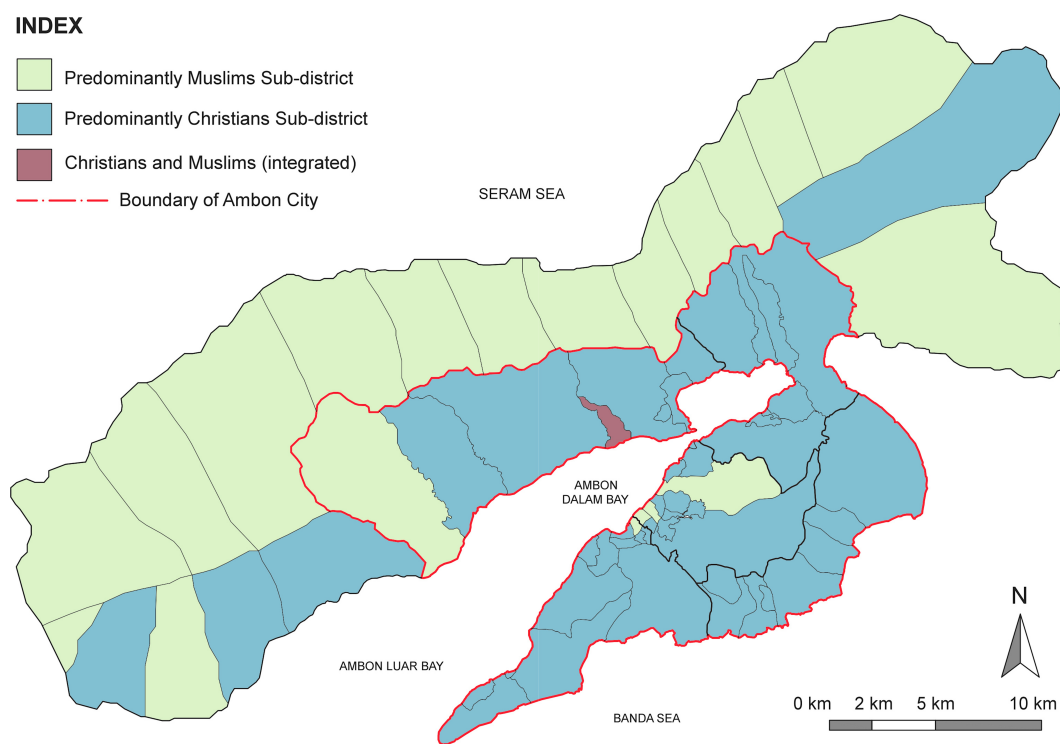 INDEX
Predominantly Muslims Sub-district
Predominantly Christians Sub-district
Christians and Muslims (integrated)
Boundary of Ambon City
SERAM SEA
AMBON
DALAM BAY
AMBON LUAR BAY
BANDA SEA
N
0 km 2 km 5 km 10 km